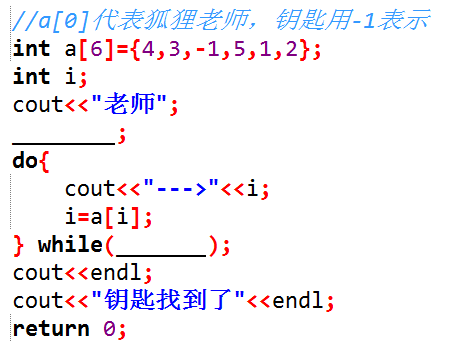 //a[0]代表狐狸老师，钥匙用-1表示
int a[6]={4,3,-1,5,1,2};
int i;
cout<<"老师";
________;
do{
    cout<<"--->"<<i;
    i=a[i];
} while(_______);
cout<<endl;
cout<<"钥匙找到了"<<endl;
return 0;